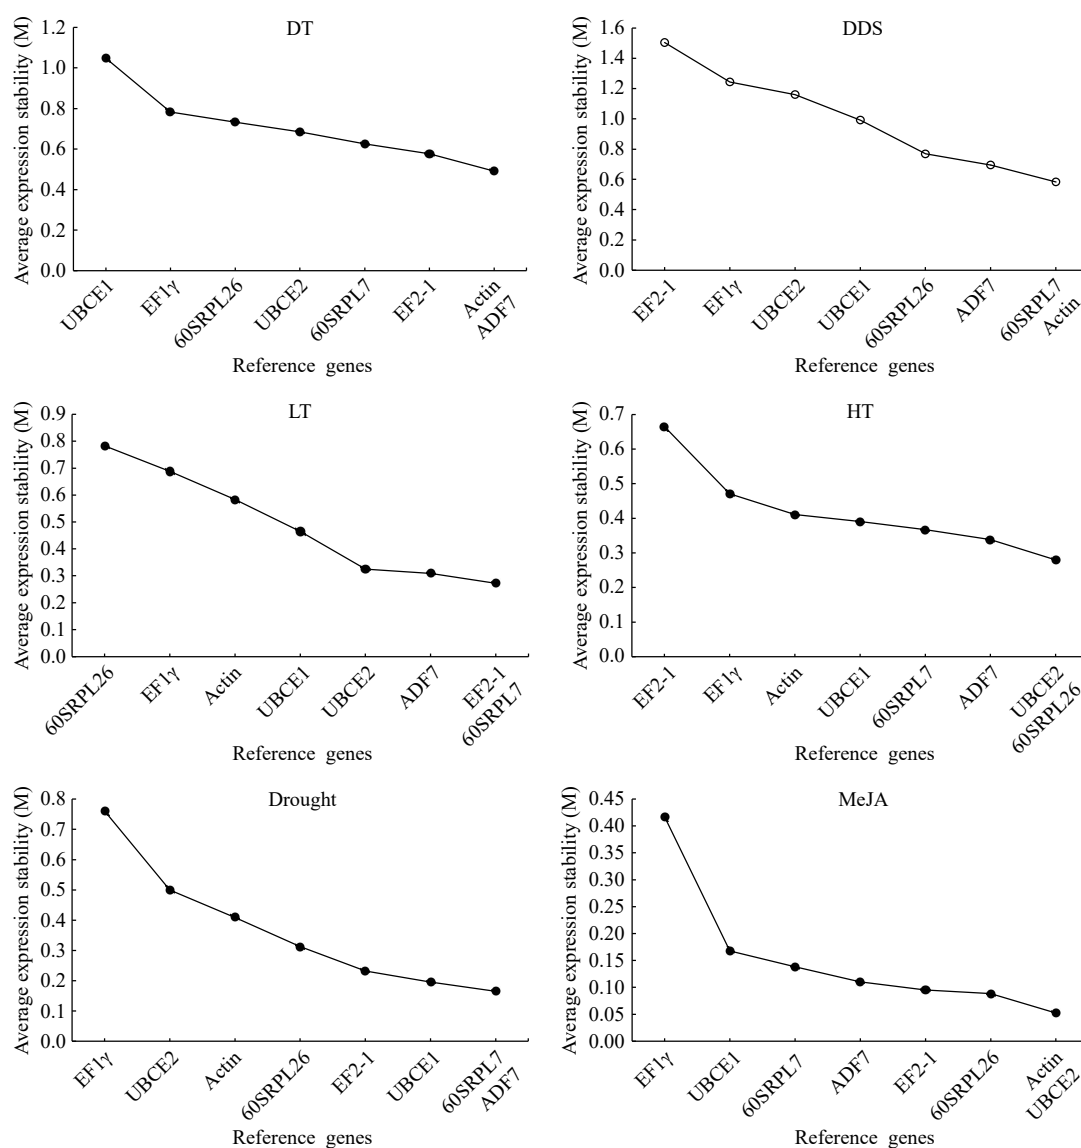 DT
Average expression stability (M)
1.2
1.0
0.8
0.6
0.4
0.2
0.0
UBCE1
EF1γ
60SRPL26
UBCE2
60SRPL7
EF2-1
Actin
ADF7
Reference genes
DDS
Average expression stability (M)
1.6
1.4
1.2
1.0
0.8
0.6
0.4
0.2
0.0
EF2-1
EF1γ
UBCE2
UBCE1
60SRPL26
ADF7
60SRPL7
Actin
Reference genes
LT
Average expression stability (M)
0.9
0.8
0.7
0.6
0.5
0.4
0.3
0.2
0.1
0.0
60SRPL26
EF1γ
Actin
UBCE1
UBCE2
ADF7
EF2-1
60SRPL7
Reference genes
HT
Average expression stability (M)
0.7
0.6
0.5
0.4
0.3
0.2
0.1
0.0
EF2-1
EF1γ
Actin
UBCE1
60SRPL7
ADF7
UBCE2
60SRPL26
Reference genes
Drought
Average expression stability (M)
0.8
0.7
0.6
0.5
0.4
0.3
0.2
0.1
0.0
EF1γ
UBCE2
Actin
60SRPL26
EF2-1
UBCE1
60SRPL7
ADF7
Reference genes
MeJA
Average expression stability (M)
0.45
0.40
0.35
0.30
0.25
0.20
0.15
0.10
0.05
0.00
EF1γ
UBCE1
60SRPL7
ADF7
EF2-1
60SRPL26
Actin
UBCE2
Reference genes